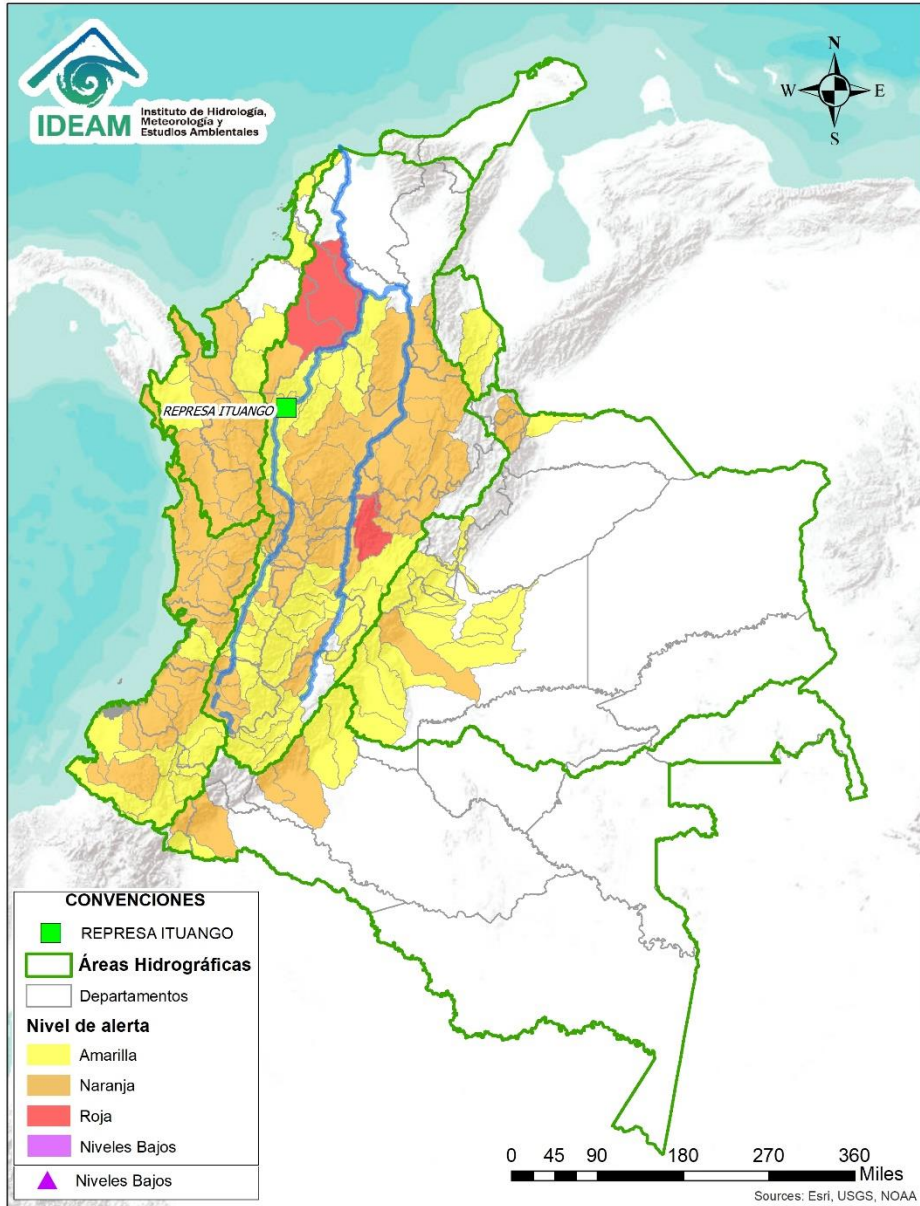 IDEAM
Instituto de Hidrología,
Meteorología y
Estudios Ambientales
N
W
E
S
REPRESA ITUANGO
CONVENCIONES
REPRESA ITUANGO
Áreas Hidrográficas
Departamentos
Nivel de alerta
Amarilla
Naranja
Roja
Niveles Bajos
Niveles Bajos
0 45 90 180 270 360
Miles
Sources: Esri, USGS, NOAA